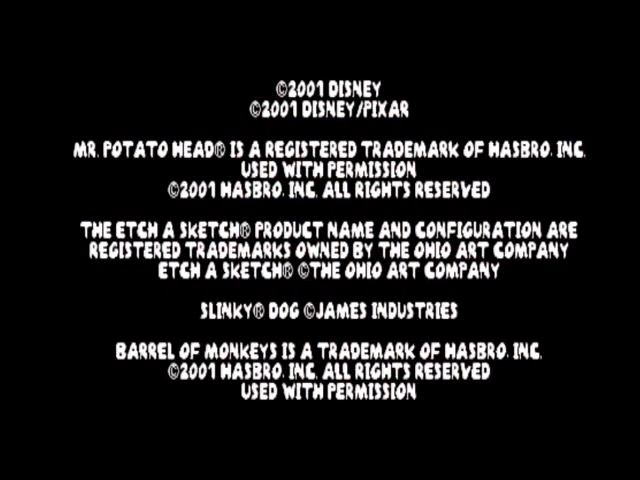 ©2001 DISNEY
©2001 DISNEY/PIXAR
MR. POTATO HEAD® IS A REGISTERED TRADEMARK OF HASBRO, INC.
USED WITH PERMISSION
©2001 HASBRO, INC. ALL RIGHTS RESERVED
THE ETCH A SKETCH® PRODUCT NAME AND CONFIGURATION ARE
REGISTERED TRADEMARKS OWNED BY THE OHIO ART COMPANY
ETCH A SKETCH® ©THE OHIO ART COMPANY
SLINKY® DOG ©JAMES INDUSTRIES
BARREL OF MONKEYS IS A TRADEMARK OF HASBRO, INC.
©2001 HASBRO, INC. ALL RIGHTS RESERVED
USED WITH PERMISSION